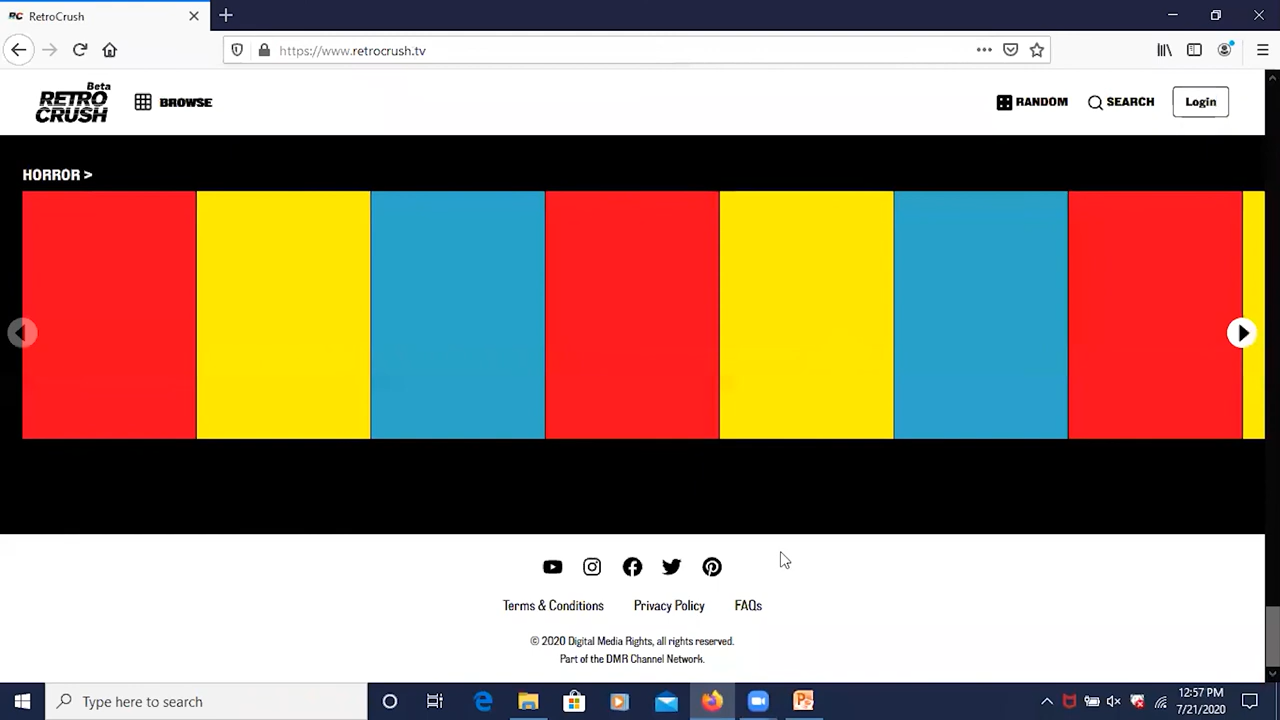 RC RetroCrush
https://www.retrocrush.tv
Beta
RETRO
CRUSH
BROWSE
RANDOM
SEARCH
Login
HORROR >
Terms & Conditions
Privacy Policy
FAQs
© 2020 Digital Media Rights, all rights reserved.
Part of the DMR Channel Network.
Type here to search
12:57 PM
7/21/2020